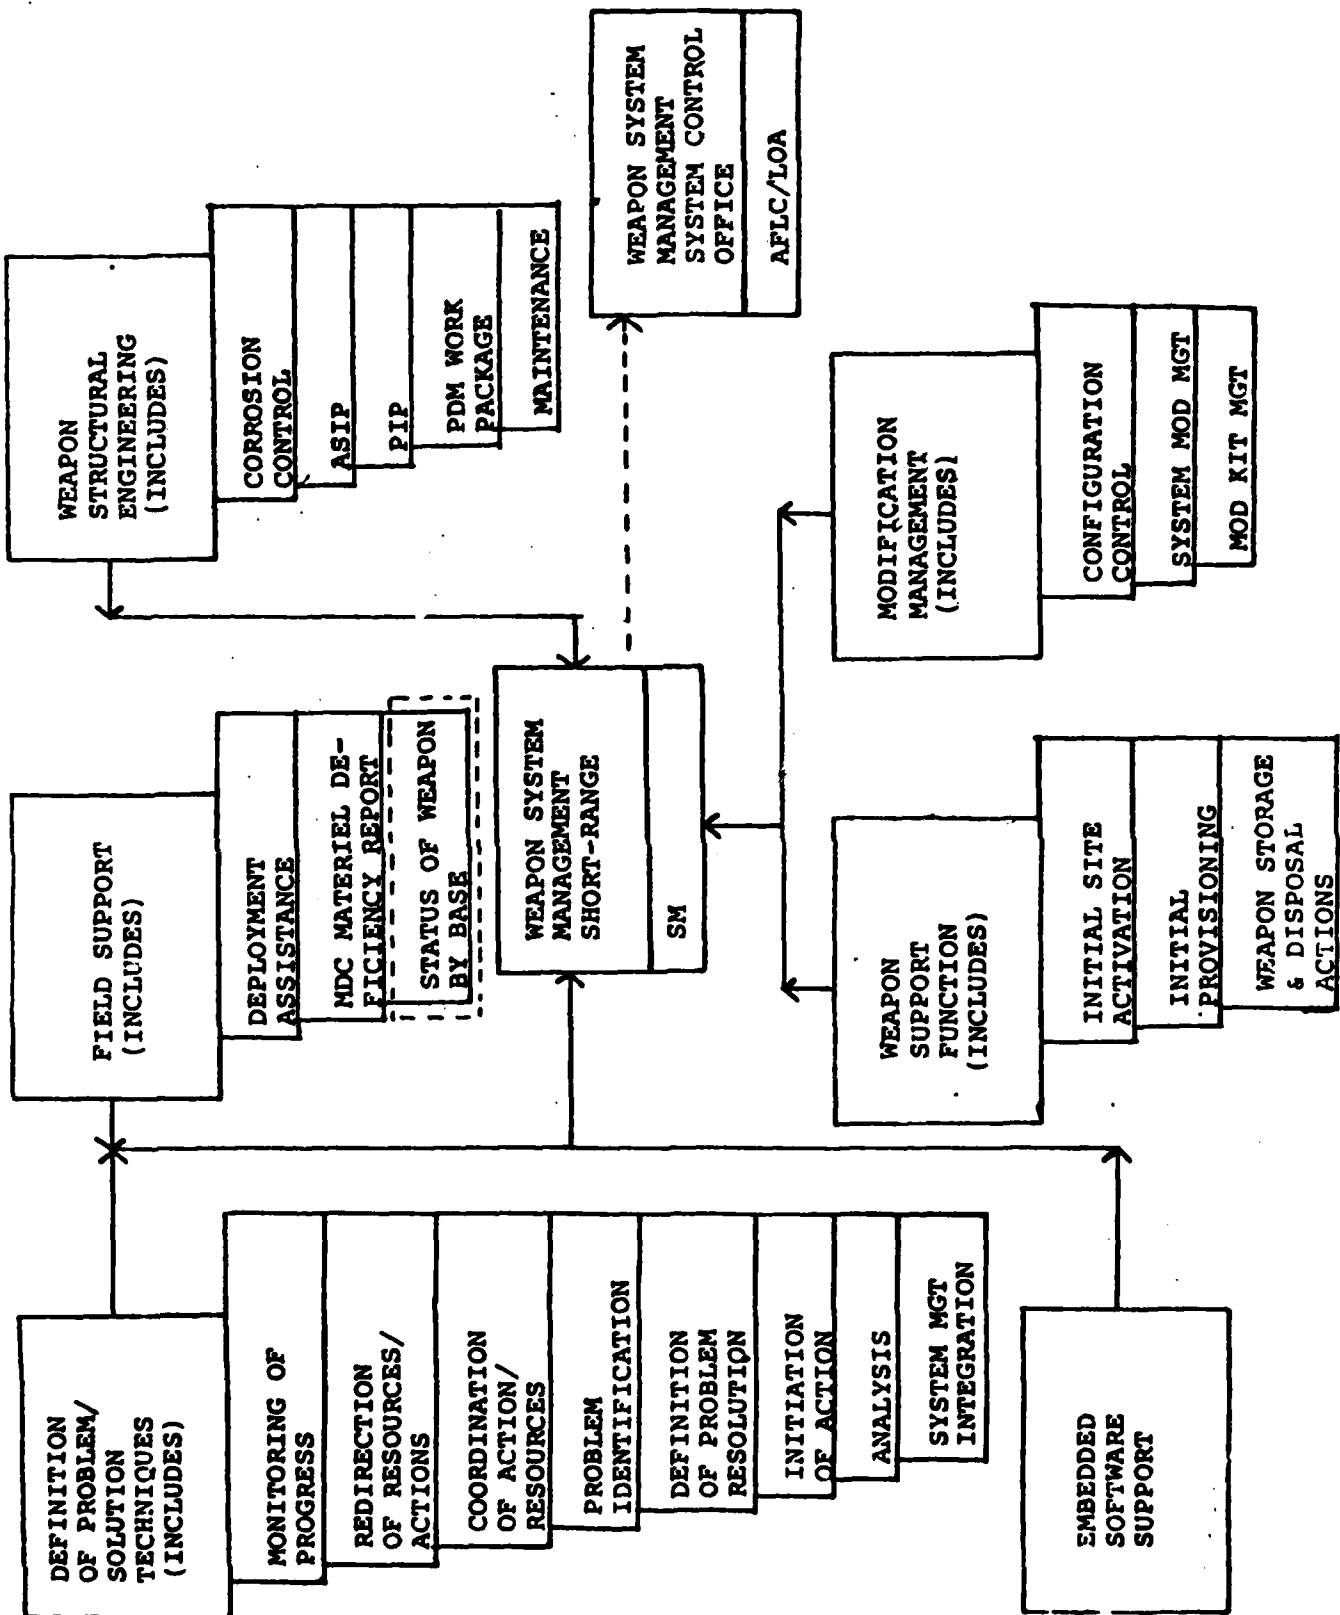 DEFINITION
OF PROBLEM/
SOLUTION
TECHNIQUES
(INCLUDES)
MONITORING OF
PROGRESS
REDIRECTION
OF RESOURCES/
ACTIONS
COORDINATION
OF ACTION/
RESOURCES
PROBLEM
IDENTIFICATION
DEFINITION
OF PROBLEM
RESOLUTION
INITIATION
OF ACTION
ANALYSIS
SYSTEM MGT
INTEGRATION
EMBEDDED
SOFTWARE
SUPPORT
FIELD SUPPORT
(INCLUDES)
DEPLOYMENT
ASSISTANCE
MDC MATERIEL DE-
FICIENCY REPORT
STATUS OF WEAPON
BY BASE
WEAPON SYSTEM
MANAGEMENT
SHORT-RANGE
SM
WEAPON
SUPPORT
FUNCTION
(INCLUDES)
INITIAL SITE
ACTIVATION
INITIAL
PROVISIONING
WEAPON STORAGE
& DISPOSAL
ACTIONS
WEAPON
STRUCTURAL
ENGINEERING
(INCLUDES)
CORROSION
CONTROL
ASIP
PIP
PDM WORK
PACKAGE
MAINTENANCE
WEAPON SYSTEM
MANAGEMENT
SYSTEM CONTROL
OFFICE
AFLC/LOA
MODIFICATION
MANAGEMENT
(INCLUDES)
CONFIGURATION
CONTROL
SYSTEM MOD MGT
MOD KIT MGT